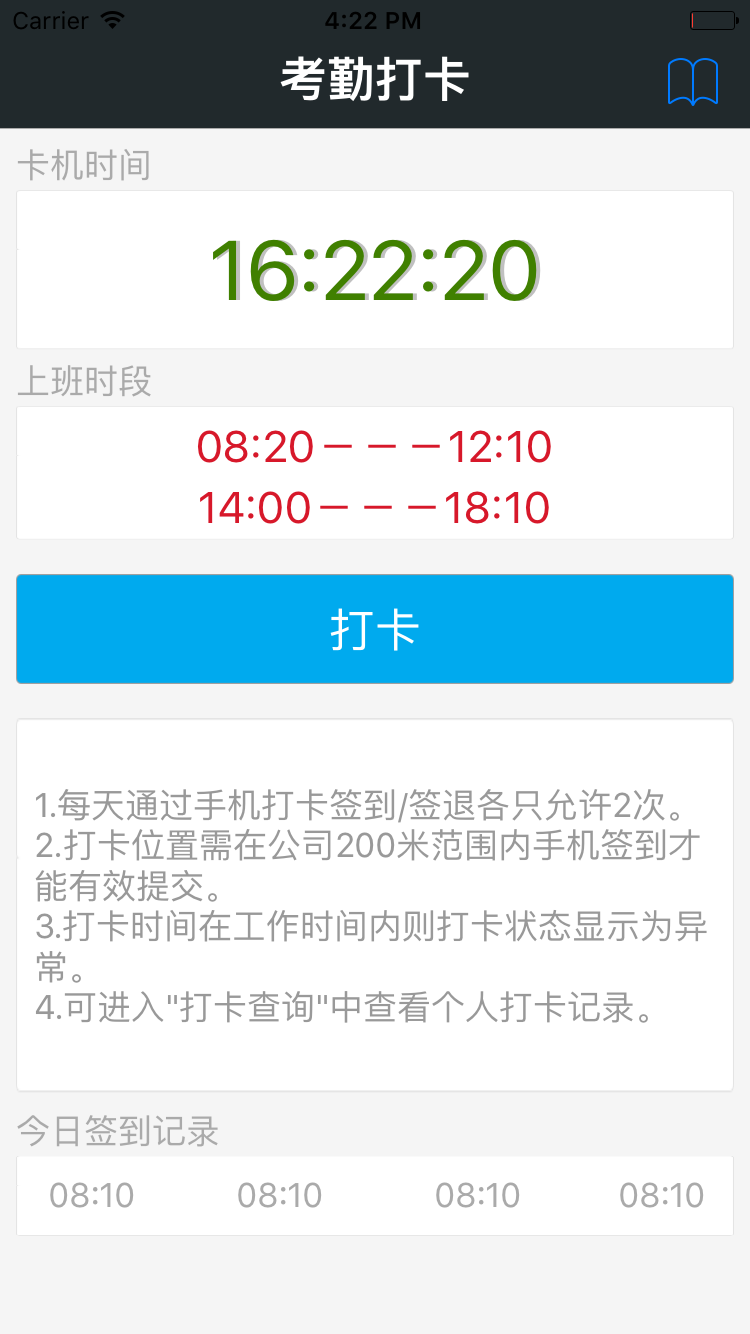 Carrier 4:22 PM
考勤打卡
卡机时间
16:22:20
上班时段
08:20－－－12:10
14:00－－－18:10
打卡
1.每天通过手机打卡签到/签退各只允许2次。
2.打卡位置需在公司200米范围内手机签到才
能有效提交。
3.打卡时间在工作时间内则打卡状态显示为异
常。
4.可进入"打卡查询"中查看个人打卡记录。
今日签到记录
08:10 08:10 08:10 08:10